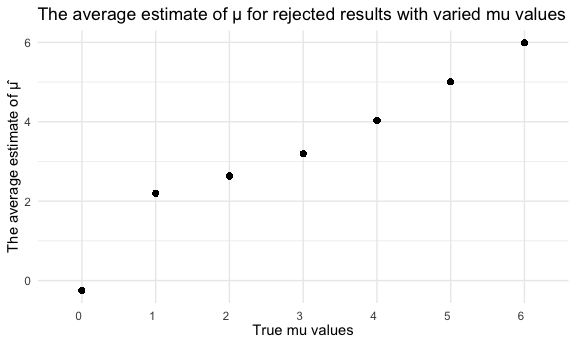 The average estimate of μ for rejected results with varied mu values
The average estimate of μ̂
6
4
2
0
0 1 2 3 4 5 6
True mu values